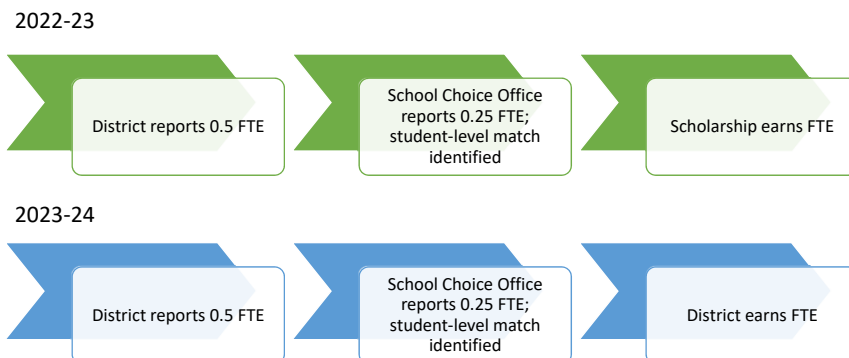 2022-23
District reports 0.5 FTE
School Choice Office
reports 0.25 FTE;
student-level match
identified
Scholarship earns FTE
2023-24
District reports 0.5 FTE
School Choice Office
reports 0.25 FTE;
student-level match
identified
District earns FTE